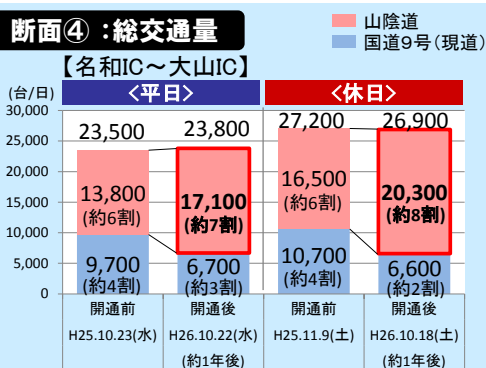 断面④：総交通量
山陰道
国道９号(現道)
【名和IC～大山IC】
(台/日)
<平日>
<休日>
30,000
25,000
20,000
15,000
10,000
5,000
0
23,500
23,800
27,200
26,900
13,800
(約6割)
17,100
(約7割)
16,500
(約6割)
20,300
(約8割)
9,700
(約4割)
6,700
(約3割)
10,700
(約4割)
6,600
(約2割)
開通前
開通後
開通前
開通後
H25.10.23(水)
H26.10.22(水)
H25.11.9(土)
H26.10.18(土)
(約1年後)
(約1年後)